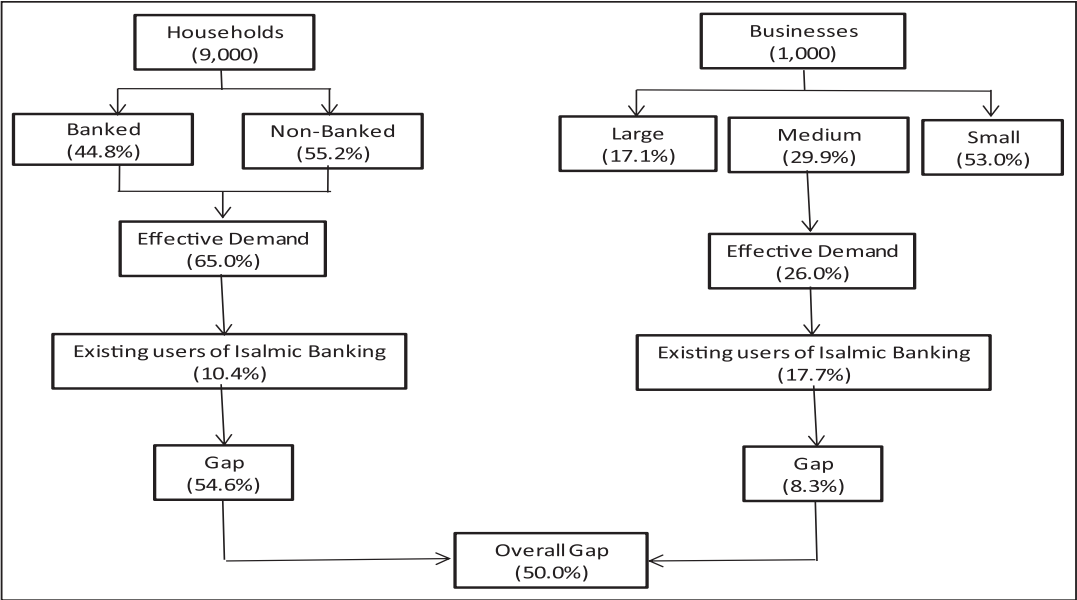 Households
(9,000)
Businesses
(1,000)
Banked
(44.8%)
Non-Banked
(55.2%)
Large
(17.1%)
Medium
(29.9%)
Small
(53.0%)
Effective Demand
(65.0%)
Effective Demand
(26.0%)
Existing users of Isalmic Banking
(10.4%)
Existing users of Isalmic Banking
(17.7%)
Gap
(54.6%)
Gap
(8.3%)
Overall Gap
(50.0%)